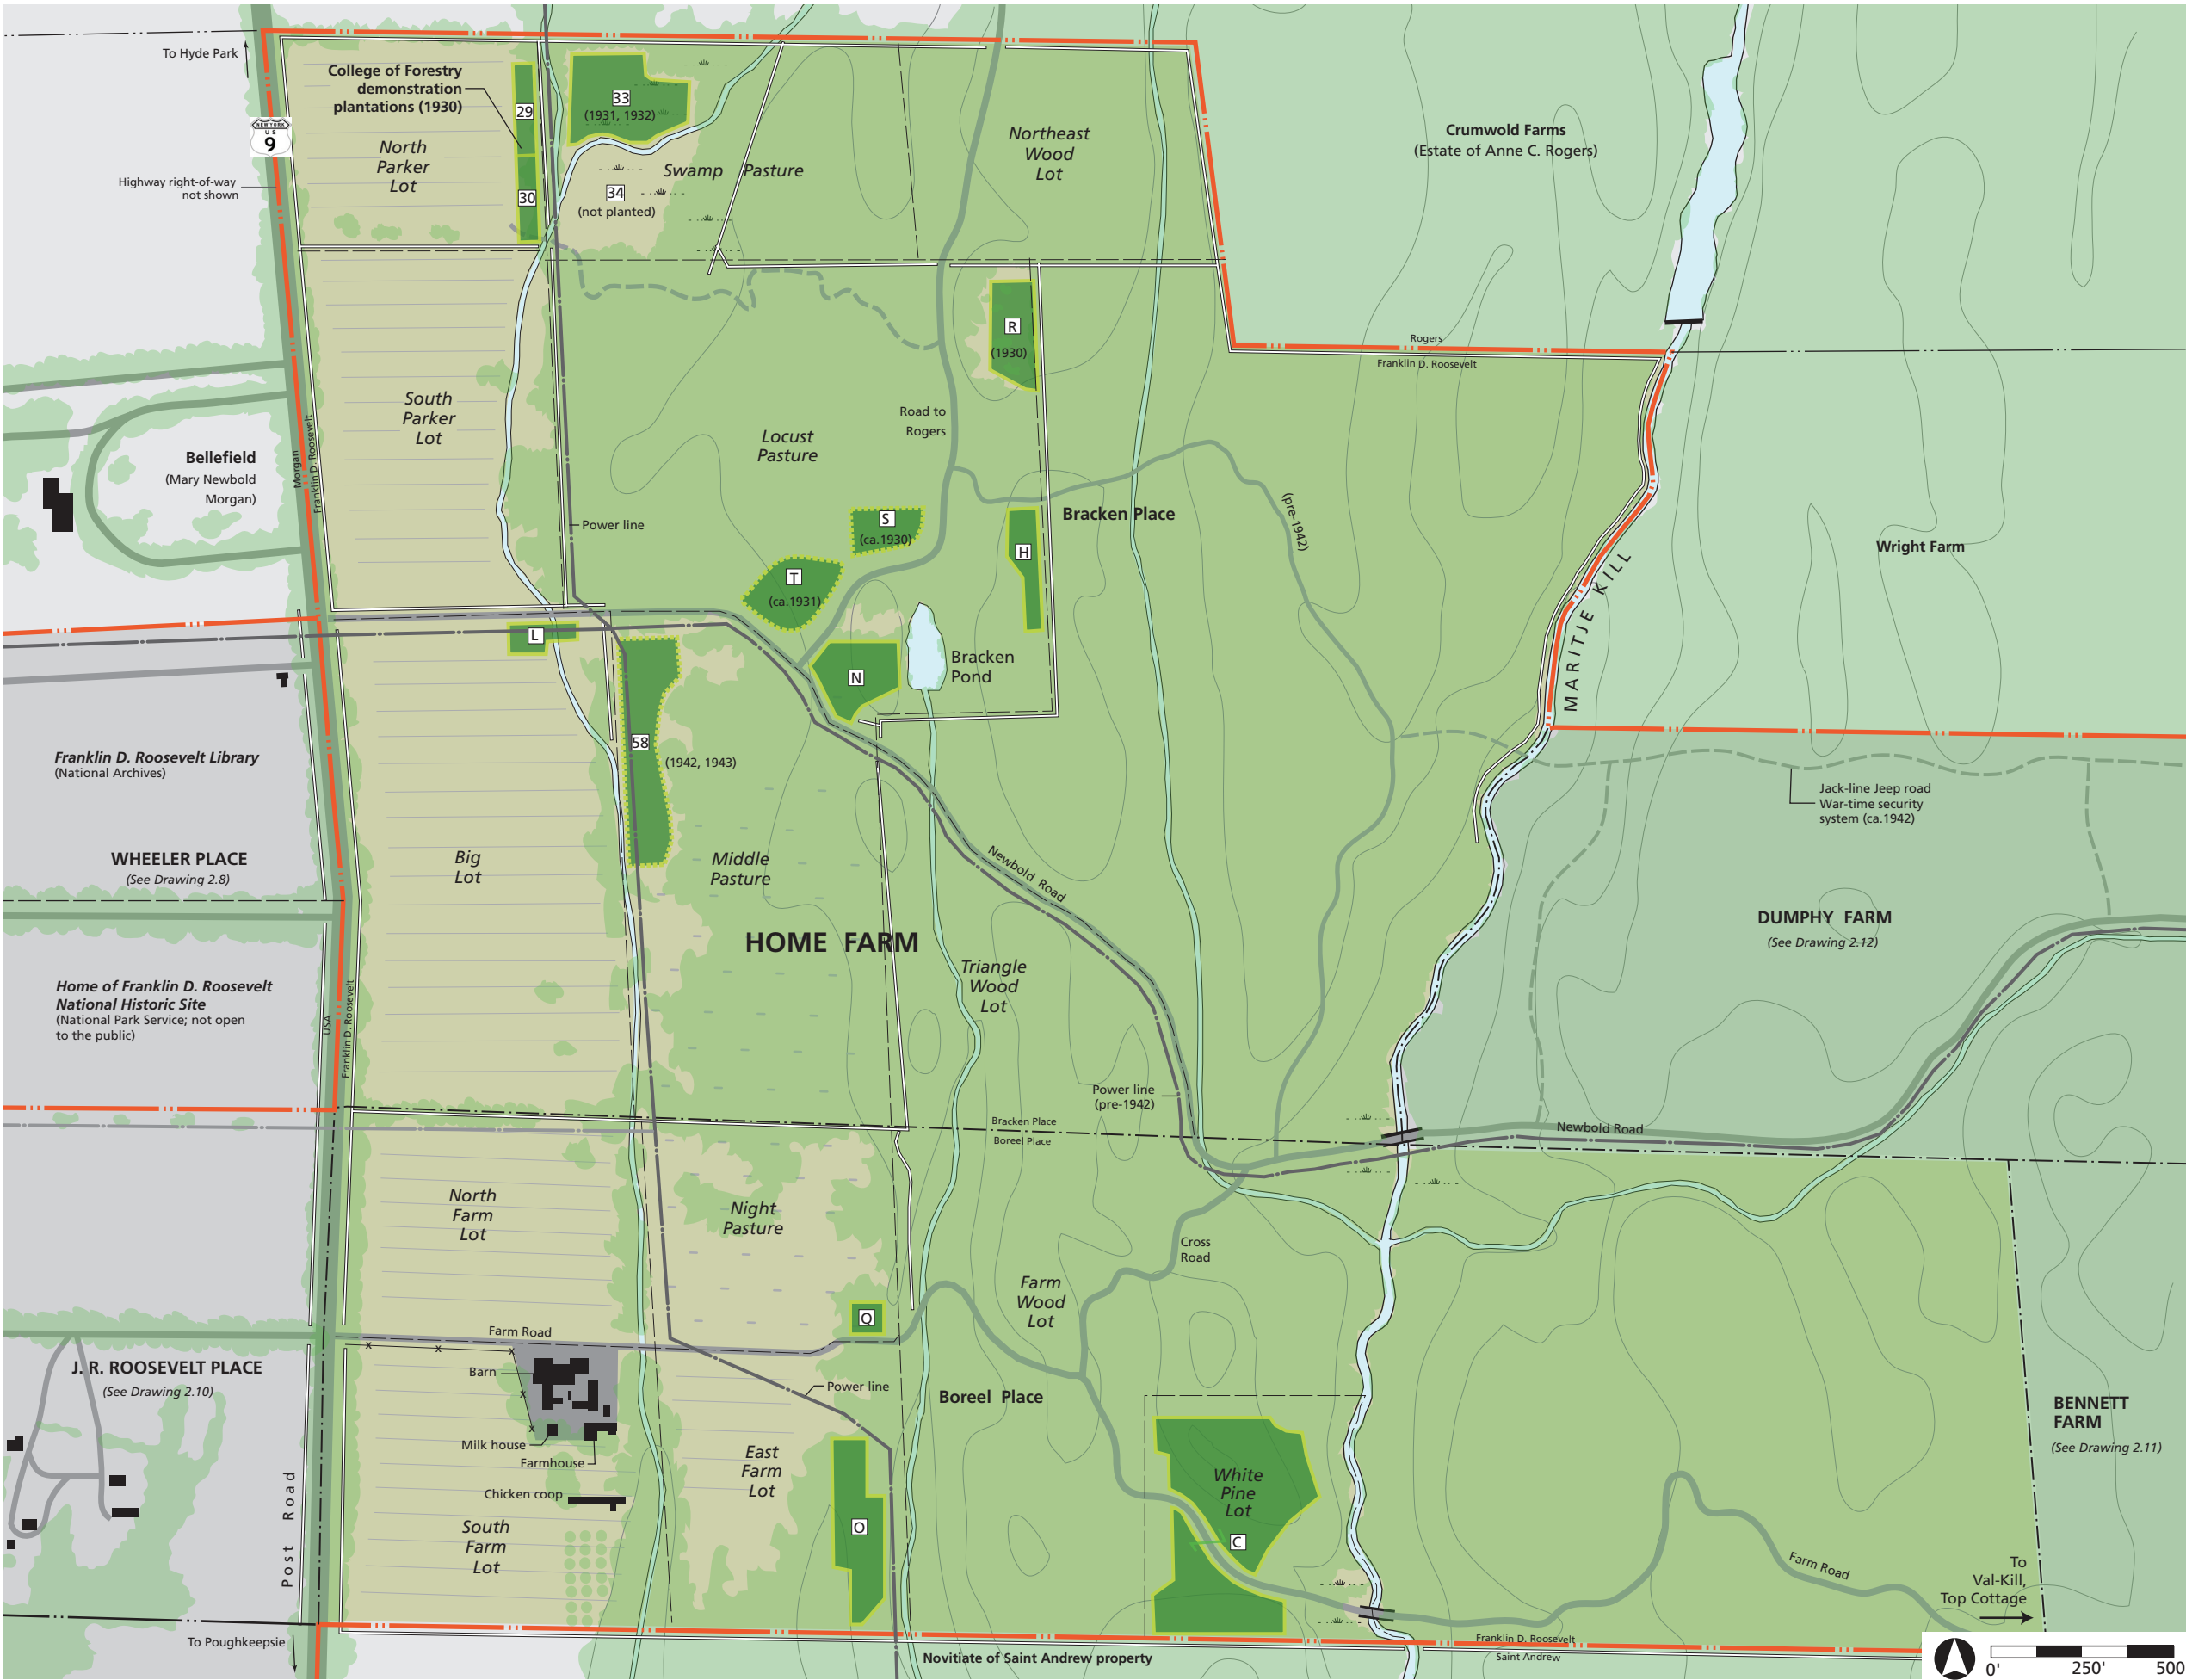 To Hyde Park
College of Forestry
demonstration
plantations (1930)
29
33
(1931, 1932)
NEW YORK
U S
9
North
Parker
Lot
Highway right-of-way
not shown
30
34
(not planted)
Swamp Pasture
Northeast
Wood
Lot
Crumwold Farms
(Estate of Anne C. Rogers)
R
(1930)
Rogers
Franklin D. Roosevelt
South
Parker
Lot
Road to
Rogers
Locust
Pasture
Bellefield
(Mary Newbold
Morgan)
Morgan
Franklin D. Roosevelt
Power line
S
(ca.1930)
Bracken Place
(pre-1942)
H
Wright Farm
T
(ca.1931)
MARITJE KILL
L
N
Bracken
Pond
58
(1942, 1943)
Franklin D. Roosevelt Library
(National Archives)
Jack-line Jeep road
War-time security
system (ca.1942)
WHEELER PLACE
(See Drawing 2.8)
Big
Lot
Middle
Pasture
Newbold Road
DUMPHY FARM
(See Drawing 2.12)
HOME FARM
Triangle
Wood
Lot
Home of Franklin D. Roosevelt
National Historic Site
(National Park Service; not open
to the public)
USA
Franklin D. Roosevelt
Power line
(pre-1942)
Bracken Place
Boreel Place
Newbold Road
North
Farm
Lot
Night
Pasture
Cross
Road
Farm
Wood
Lot
Q
Farm Road
x
x
x
x
x
J. R. ROOSEVELT PLACE
(See Drawing 2.10)
Barn
Power line
Boreel Place
BENNETT
FARM
(See Drawing 2.11)
Milk house
Farmhouse
Chicken coop
East
Farm
Lot
White
Pine
Lot
Post Road
South
Farm
Lot
O
C
Farm Road
To
Val-Kill,
Top Cottage
To Poughkeepsie
Franklin D. Roosevelt
Saint Andrew
Novitiate of Saint Andrew property
0' 250' 500